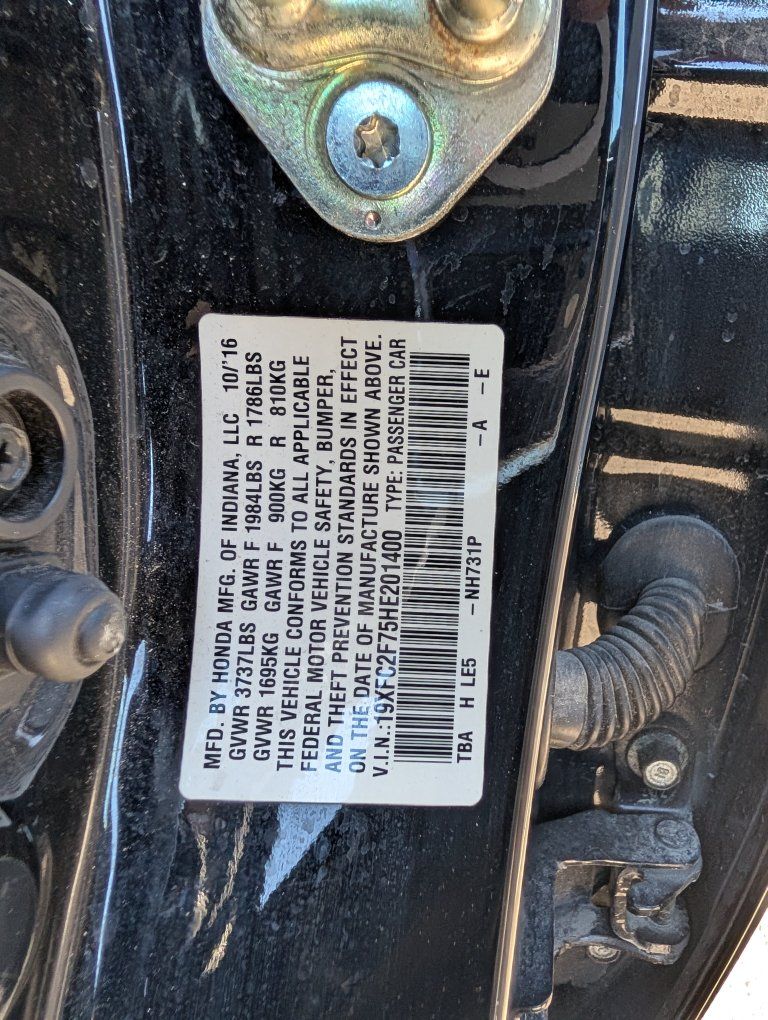 MFD. BY HONDA MFG. OF INDIANA, LLC 10/'16
GVWR 3737LBS GAWR F 1984LBS R 1786LBS
GVWR 1695KG GAWR F 900KG R 810KG
THIS VEHICLE CONFORMS TO ALL APPLICABLE
FEDERAL MOTOR VEHICLE SAFETY, BUMPER,
AND THEFT PREVENTION STANDARDS IN EFFECT
ON THE DATE OF MANUFACTURE SHOWN ABOVE.
V.I.N.:19XFC2F75HE201400 TYPE: PASSENGER CAR
TBA H LE5 –NH731P –A –E